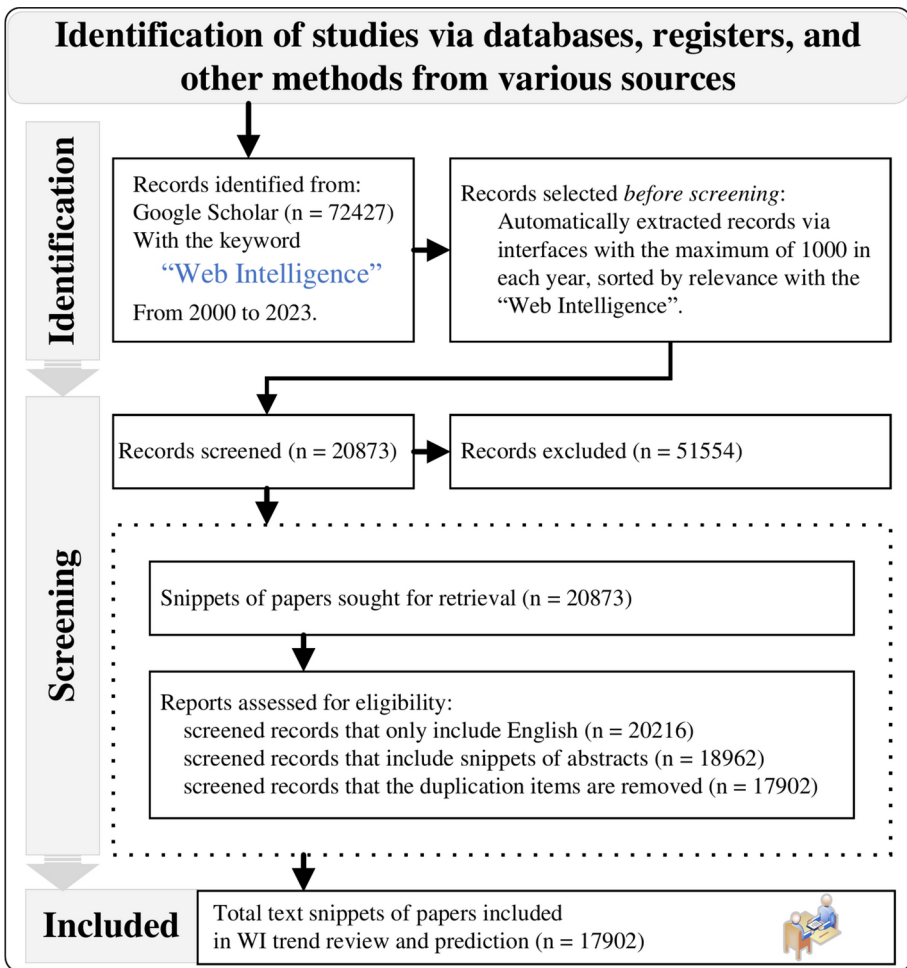 Identification of studies via databases, registers, and
other methods from various sources
Identification
Records identified from:
Google Scholar (n = 72427)
With the keyword
“Web Intelligence”
From 2000 to 2023.
Records selected before screening:
Automatically extracted records via
interfaces with the maximum of 1000 in
each year, sorted by relevance with the
“Web Intelligence”.
Screening
Records screened (n = 20873)
Records excluded (n = 51554)
Snippets of papers sought for retrieval (n = 20873)
Reports assessed for eligibility:
screened records that only include English (n = 20216)
screened records that include snippets of abstracts (n = 18962)
screened records that the duplication items are removed (n = 17902)
Included
Total text snippets of papers included
in WI trend review and prediction (n = 17902)